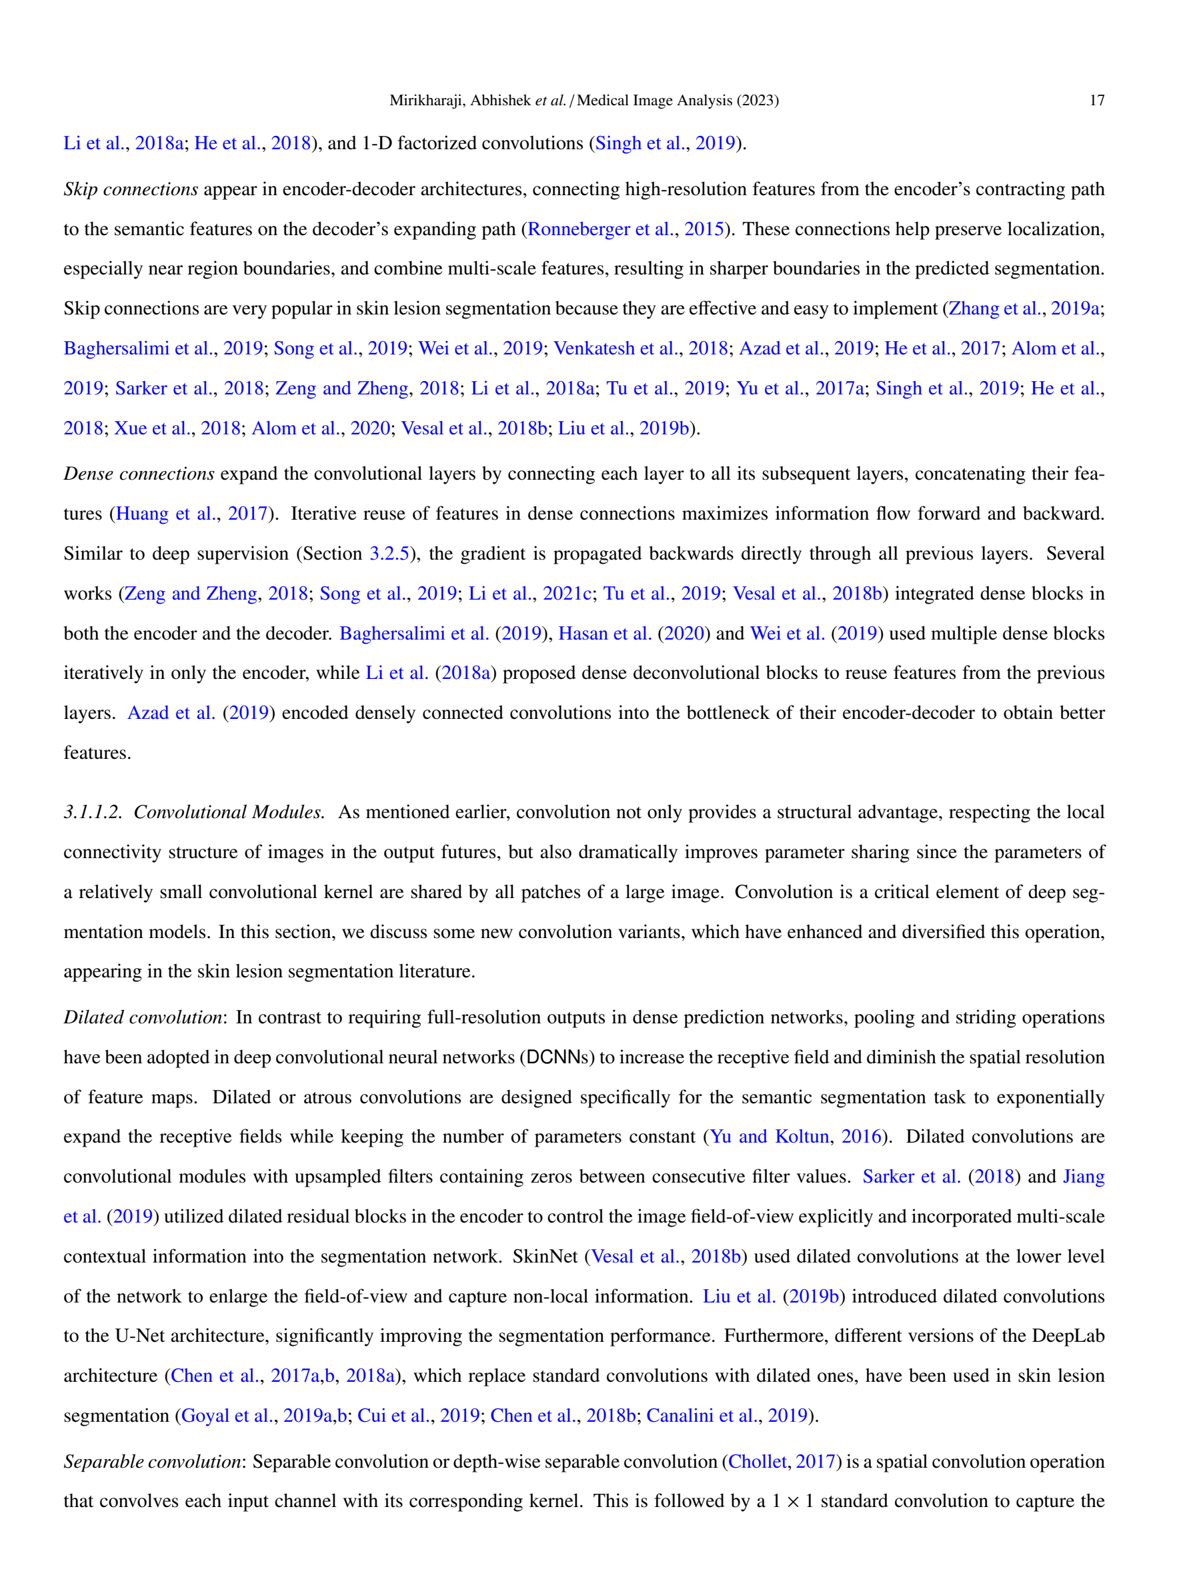 Mirikharaji, Abhishek et al. / Medical Image Analysis (2023) 17
Li et al., 2018a; He et al., 2018), and 1-D factorized convolutions (Singh et al., 2019).
Skip connections appear in encoder-decoder architectures, connecting high-resolution features from the encoder's contracting path
to the semantic features on the decoder's expanding path (Ronneberger et al., 2015). These connections help preserve localization,
especially near region boundaries, and combine multi-scale features, resulting in sharper boundaries in the predicted segmentation.
Skip connections are very popular in skin lesion segmentation because they are effective and easy to implement (Zhang et al., 2019a;
Baghersalimi et al., 2019; Song et al., 2019; Wei et al., 2019; Venkatesh et al., 2018; Azad et al., 2019; He et al., 2017; Alom et al.,
2019; Sarker et al., 2018; Zeng and Zheng, 2018; Li et al., 2018a; Tu et al., 2019; Yu et al., 2017a; Singh et al., 2019; He et al.,
2018; Xue et al., 2018; Alom et al., 2020; Vesal et al., 2018b; Liu et al., 2019b).
Dense connections expand the convolutional layers by connecting each layer to all its subsequent layers, concatenating their fea-
tures (Huang et al., 2017). Iterative reuse of features in dense connections maximizes information flow forward and backward.
Similar to deep supervision (Section 3.2.5), the gradient is propagated backwards directly through all previous layers. Several
works (Zeng and Zheng, 2018; Song et al., 2019; Li et al., 2021c; Tu et al., 2019; Vesal et al., 2018b) integrated dense blocks in
both the encoder and the decoder. Baghersalimi et al. (2019), Hasan et al. (2020) and Wei et al. (2019) used multiple dense blocks
iteratively in only the encoder, while Li et al. (2018a) proposed dense deconvolutional blocks to reuse features from the previous
layers. Azad et al. (2019) encoded densely connected convolutions into the bottleneck of their encoder-decoder to obtain better
features.
3.1.1.2. Convolutional Modules. As mentioned earlier, convolution not only provides a structural advantage, respecting the local
connectivity structure of images in the output futures, but also dramatically improves parameter sharing since the parameters of
a relatively small convolutional kernel are shared by all patches of a large image. Convolution is a critical element of deep seg-
mentation models. In this section, we discuss some new convolution variants, which have enhanced and diversified this operation,
appearing in the skin lesion segmentation literature.
Dilated convolution: In contrast to requiring full-resolution outputs in dense prediction networks, pooling and striding operations
have been adopted in deep convolutional neural networks (DCNNs) to increase the receptive field and diminish the spatial resolution
of feature maps. Dilated or atrous convolutions are designed specifically for the semantic segmentation task to exponentially
expand the receptive fields while keeping the number of parameters constant (Yu and Koltun, 2016). Dilated convolutions are
convolutional modules with upsampled filters containing zeros between consecutive filter values. Sarker et al. (2018) and Jiang
et al. (2019) utilized dilated residual blocks in the encoder to control the image field-of-view explicitly and incorporated multi-scale
contextual information into the segmentation network. SkinNet (Vesal et al., 2018b) used dilated convolutions at the lower level
of the network to enlarge the field-of-view and capture non-local information. Liu et al. (2019b) introduced dilated convolutions
to the U-Net architecture, significantly improving the segmentation performance. Furthermore, different versions of the DeepLab
architecture (Chen et al., 2017a,b, 2018a), which replace standard convolutions with dilated ones, have been used in skin lesion
segmentation (Goyal et al., 2019a,b; Cui et al., 2019; Chen et al., 2018b; Canalini et al., 2019).
Separable convolution: Separable convolution or depth-wise separable convolution (Chollet, 2017) is a spatial convolution operation
that convolves each input channel with its corresponding kernel. This is followed by a 1 × 1 standard convolution to capture the